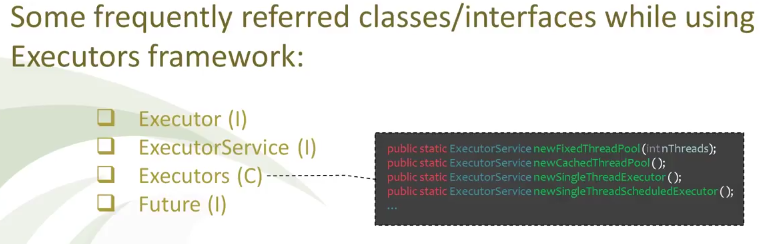 Some frequently referred classes/interfaces while using
Executors framework:
Executor (I)
ExecutorService (I)
Executors (C)
Future (I)
public static ExecutorService newFixedThreadPool(Int nThreads);
public static ExecutorService newCachedThreadPool();
public static ExecutorService newSingleThreadExecutor();
public static ExecutorService newSingleThreadScheduledExecutor();
...